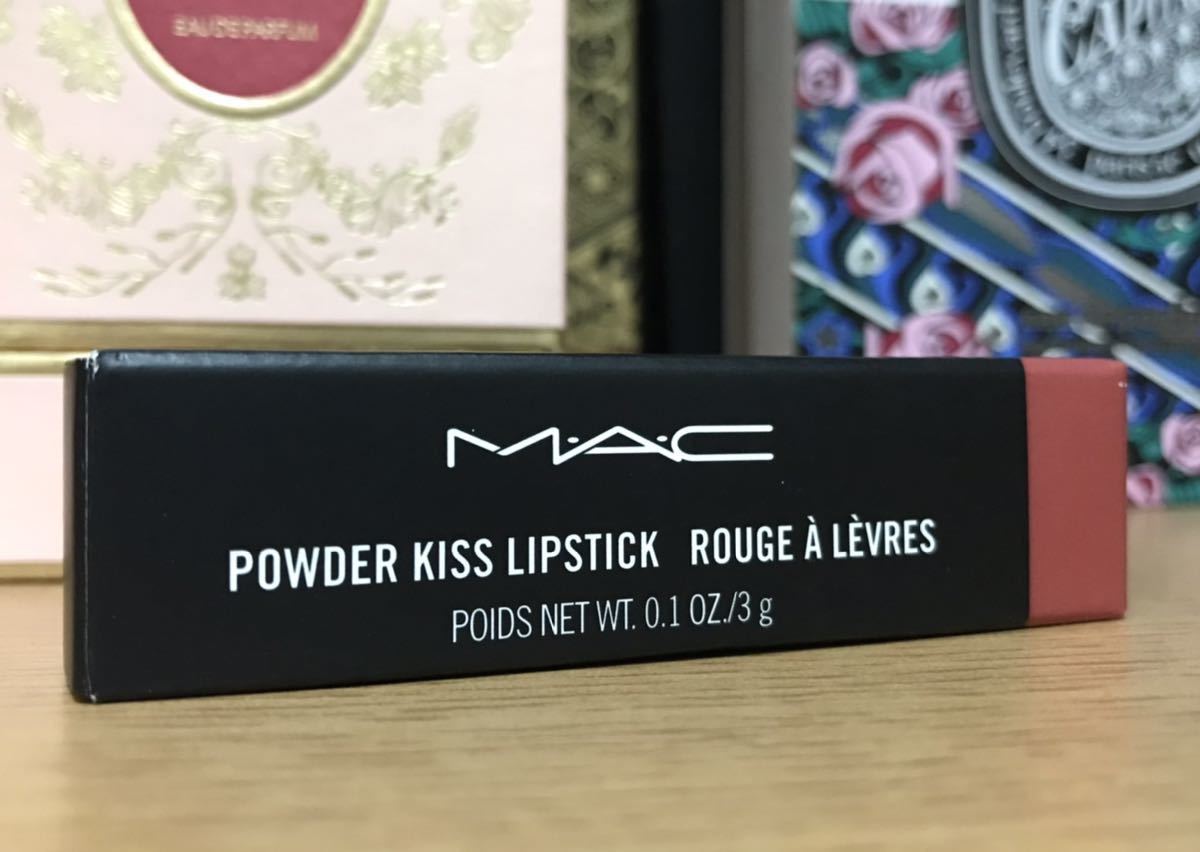 EAU DE PARFUM
M·A·C
POWDER KISS LIPSTICK ROUGE À LÈVRES
POIDS NET WT. 0.1 OZ./3 g